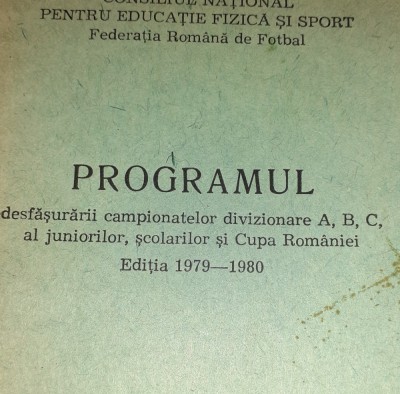 CONSILIUL NAȚIONAL
PENTRU EDUCAȚIE FIZICĂ ȘI SPORT
Federația Română de Fotbal
PROGRAMUL
desfășurării campionatelor divizionare A, B, C,
al juniorilor, școlarilor și Cupa României
Ediția 1979—1980